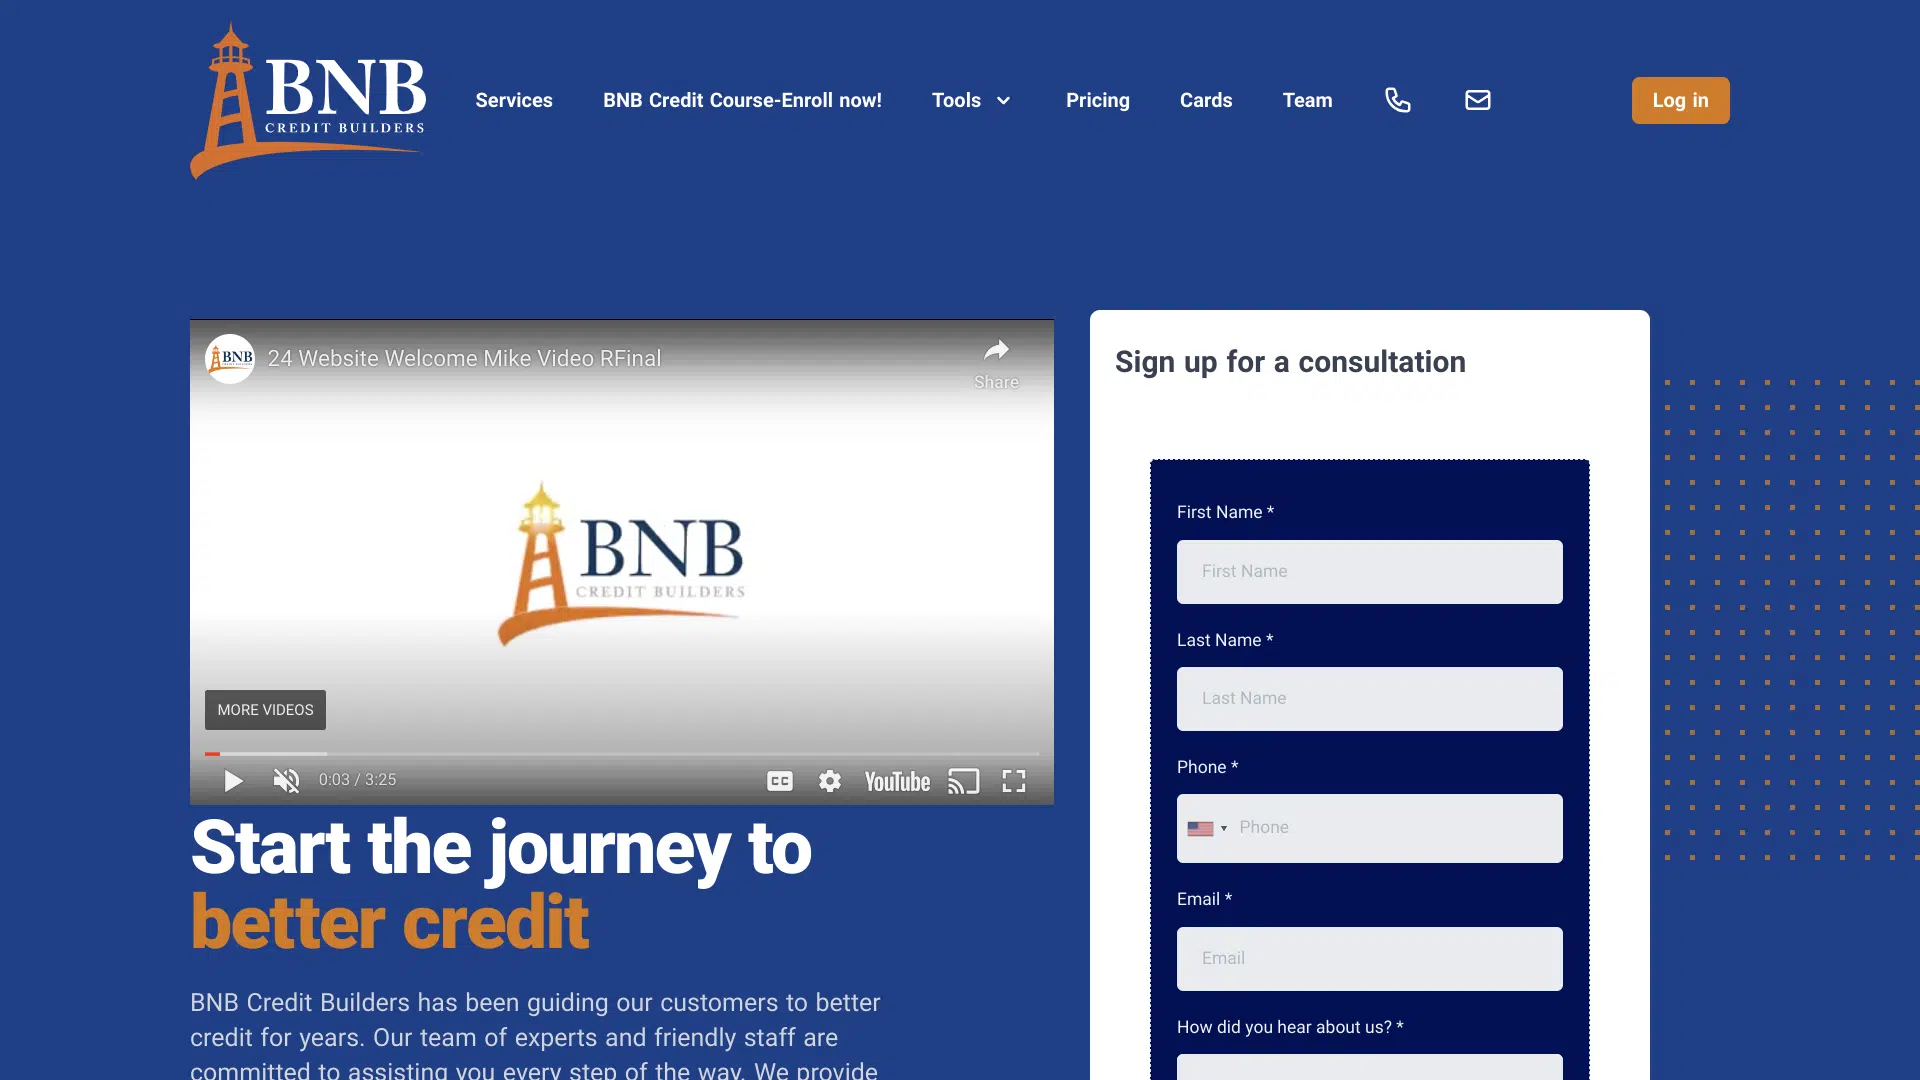 BNB
CREDIT BUILDERS
Services
BNB Credit Course-Enroll now!
Tools
Pricing
Cards
Team
Log in
BNB
24 Website Welcome Mike Video RFinal
Share
BNB
CREDIT BUILDERS
MORE VIDEOS
0:03 / 3:25
CC
YouTube
Start the journey to
better credit
BNB Credit Builders has been guiding our customers to better
credit for years. Our team of experts and friendly staff are
committed to assisting you every step of the way. We provide
Sign up for a consultation
First Name *
First Name
Last Name *
Last Name
Phone *
Phone
Email *
Email
How did you hear about us? *